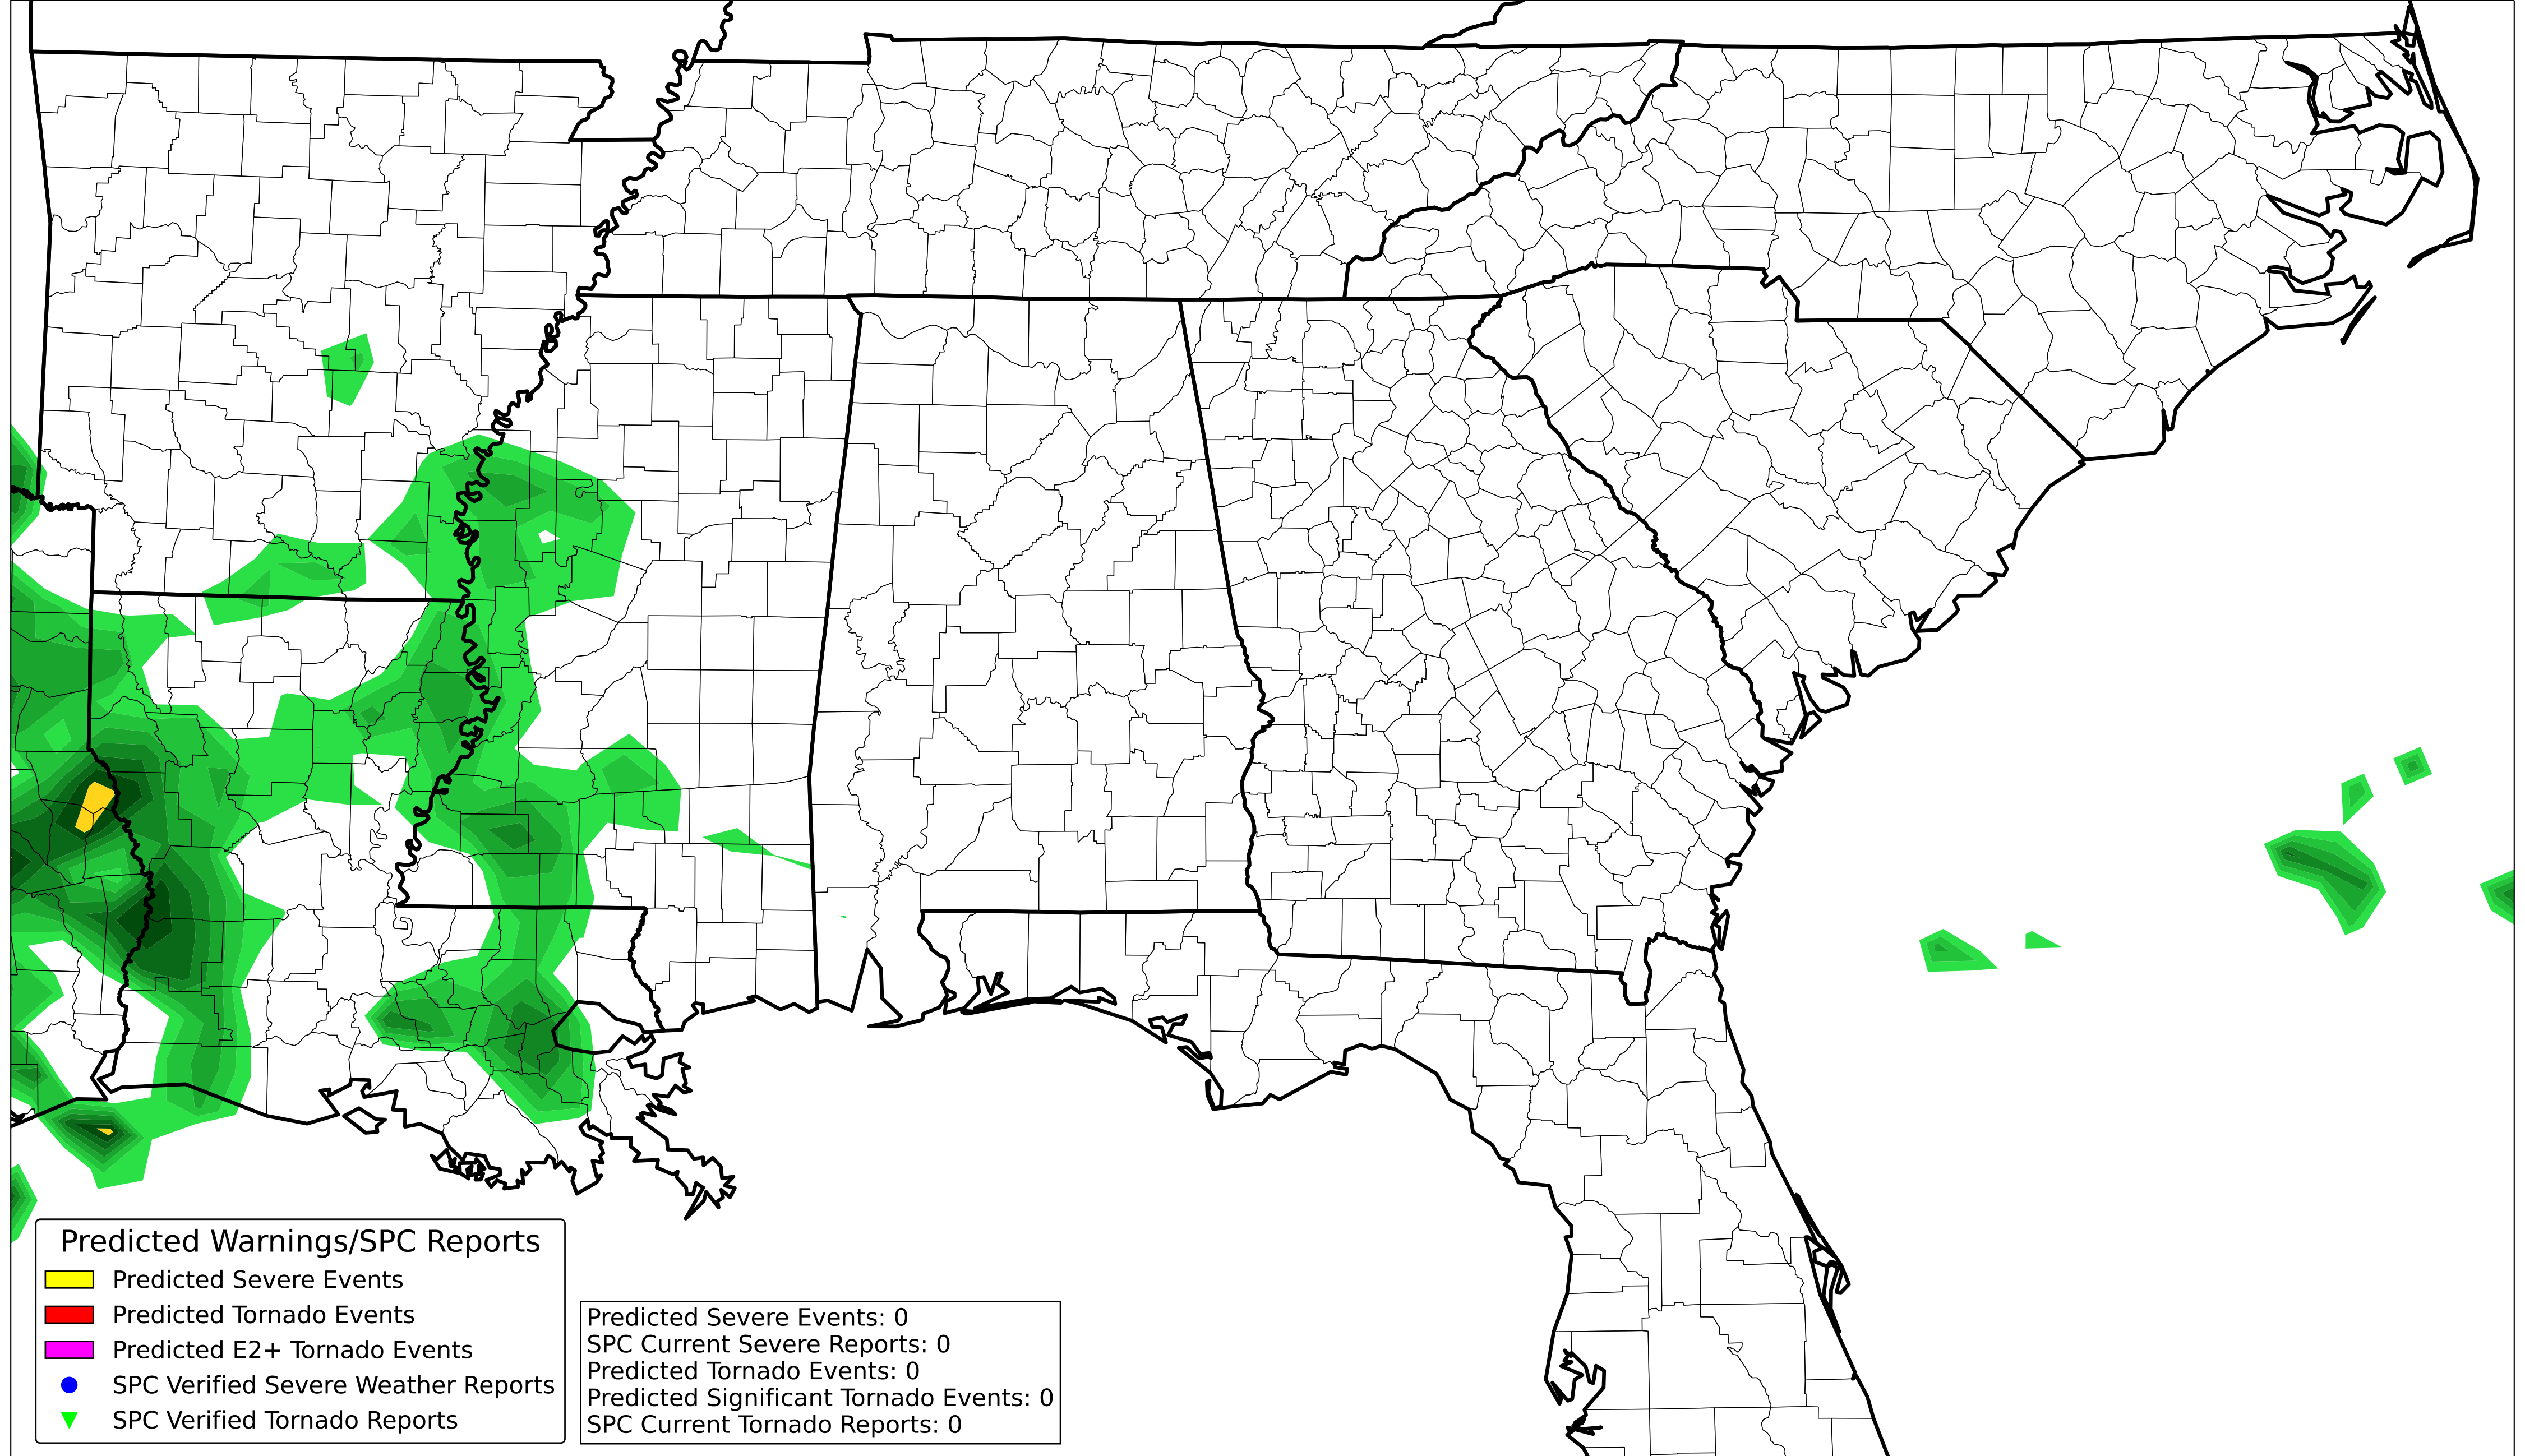 Predicted Warnings/SPC Reports
Predicted Severe Events
Predicted Tornado Events
Predicted E2+ Tornado Events
SPC Verified Severe Weather Reports
SPC Verified Tornado Reports
Predicted Severe Events: 0
SPC Current Severe Reports: 0
Predicted Tornado Events: 0
Predicted Significant Tornado Events: 0
SPC Current Tornado Reports: 0